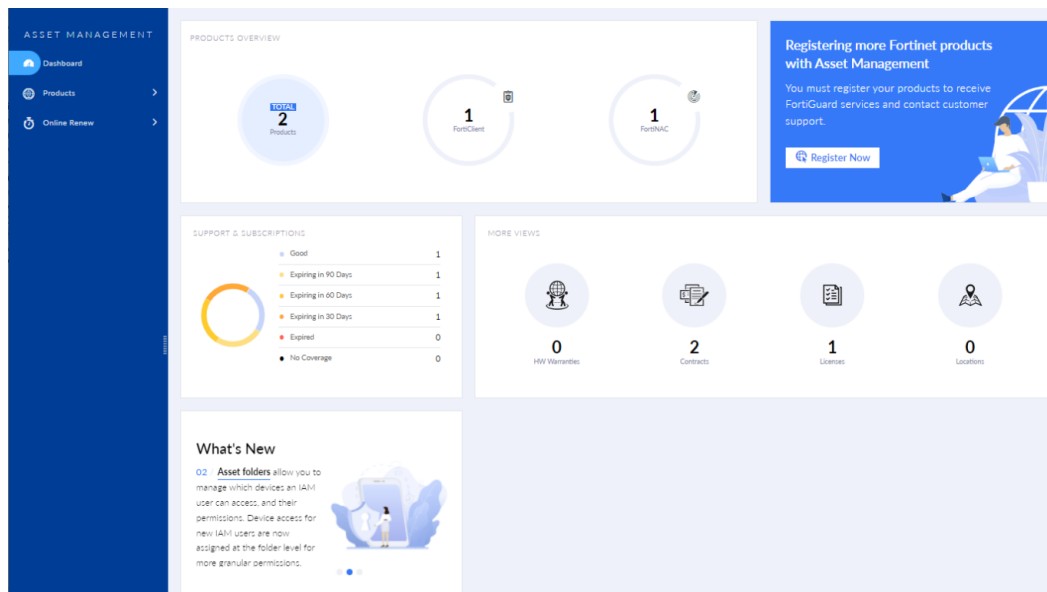 ASSET MANAGEMENT
Dashboard
Products
Online Renew
PRODUCTS OVERVIEW
TOTAL
2
Products
1
FortiClient
1
FortiNAC
Registering more Fortinet products
with Asset Management
You must register your products to receive
FortiGuard services and contact customer
support.
Register Now
SUPPORT & SUBSCRIPTIONS
Good 1
Expiring in 90 Days 1
Expiring in 60 Days 1
Expiring in 30 Days 1
Expired 0
No Coverage 0
MORE VIEWS
0
HW Warranties
2
Contracts
1
Licenses
0
Locations
What's New
02 / Asset folders allow you to
manage which devices an IAM
user can access, and their
permissions. Device access for
new IAM users are now
assigned at the folder level for
more granular permissions.